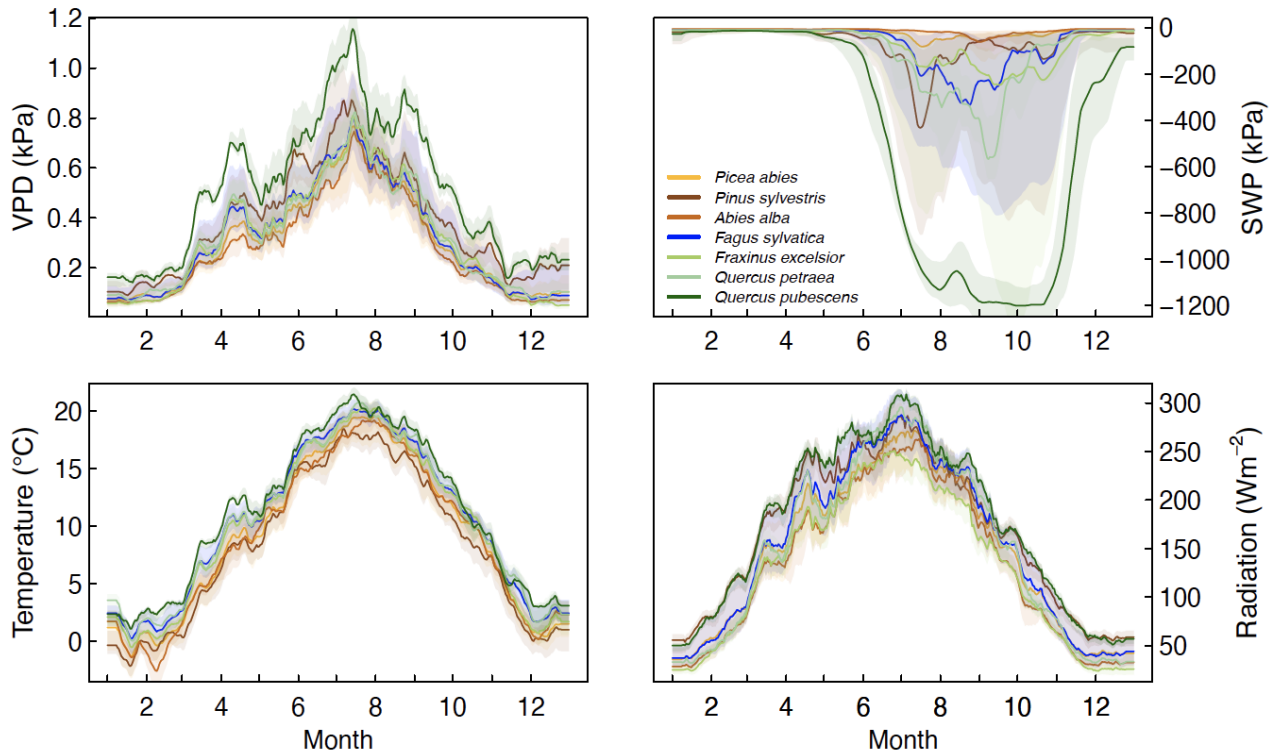 1.2
1.0
0.8
0.6
0.4
0.2
VPD (kPa)
2 4 6 8 10 12
0
−200
−400
−600
−800
−1000
−1200
SWP (kPa)
Picea abies
Pinus sylvestris
Abies alba
Fagus sylvatica
Fraxinus excelsior
Quercus petraea
Quercus pubescens
2 4 6 8 10 12
20
15
10
5
0
Temperature (°C)
2 4 6 8 10 12
Month
300
250
200
150
100
50
Radiation (Wm−2)
2 4 6 8 10 12
Month